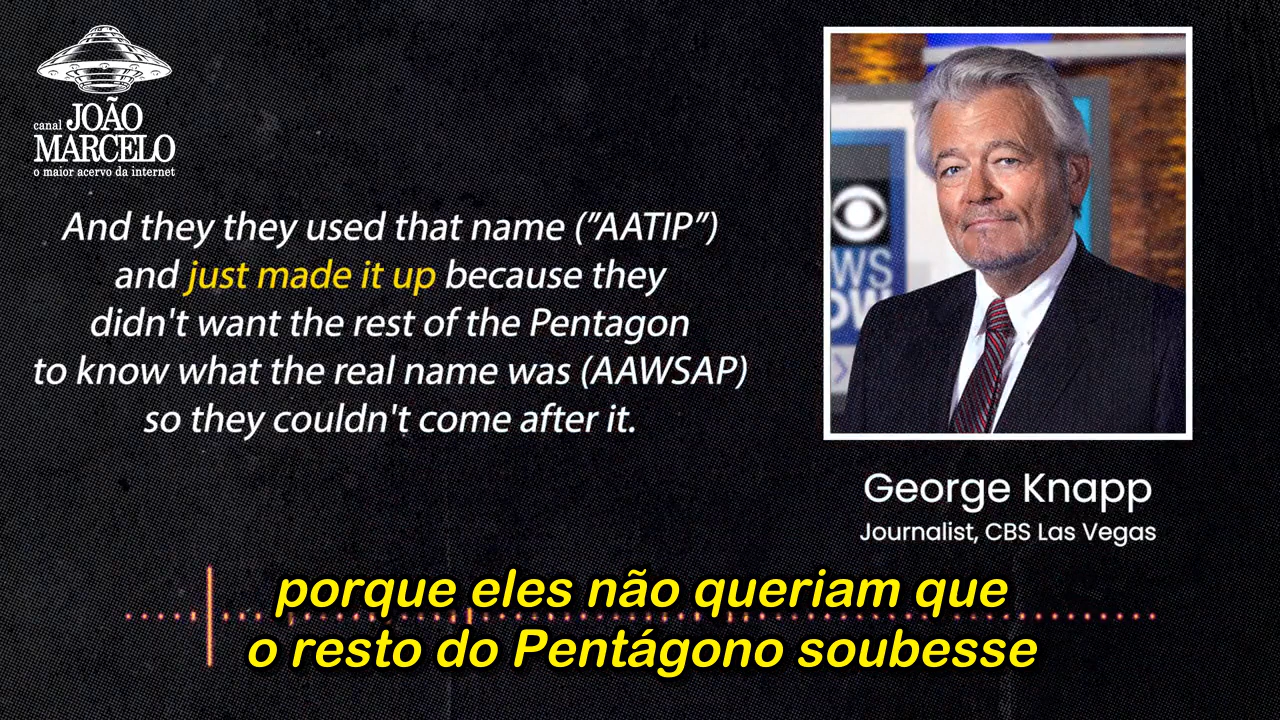 canal JOÃO
MARCELO
o maior acervo da internet
And they they used that name ("AATIP")
and just made it up because they
didn't want the rest of the Pentagon
to know what the real name was (AAWSAP)
so they couldn't come after it.
WS
OW
George Knapp
Journalist, CBS Las Vegas
porque eles não queriam que
o resto do Pentágono soubesse